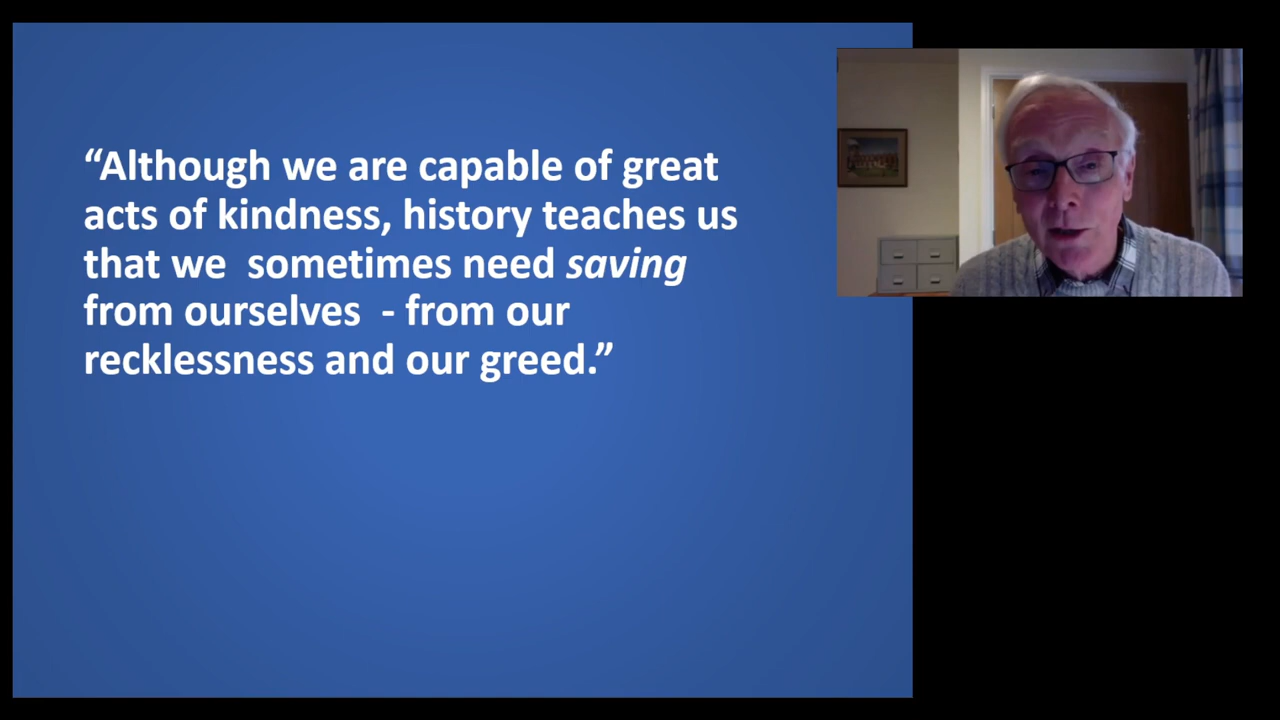 “Although we are capable of great
acts of kindness, history teaches us
that we  sometimes need saving
from ourselves  - from our
recklessness and our greed.”